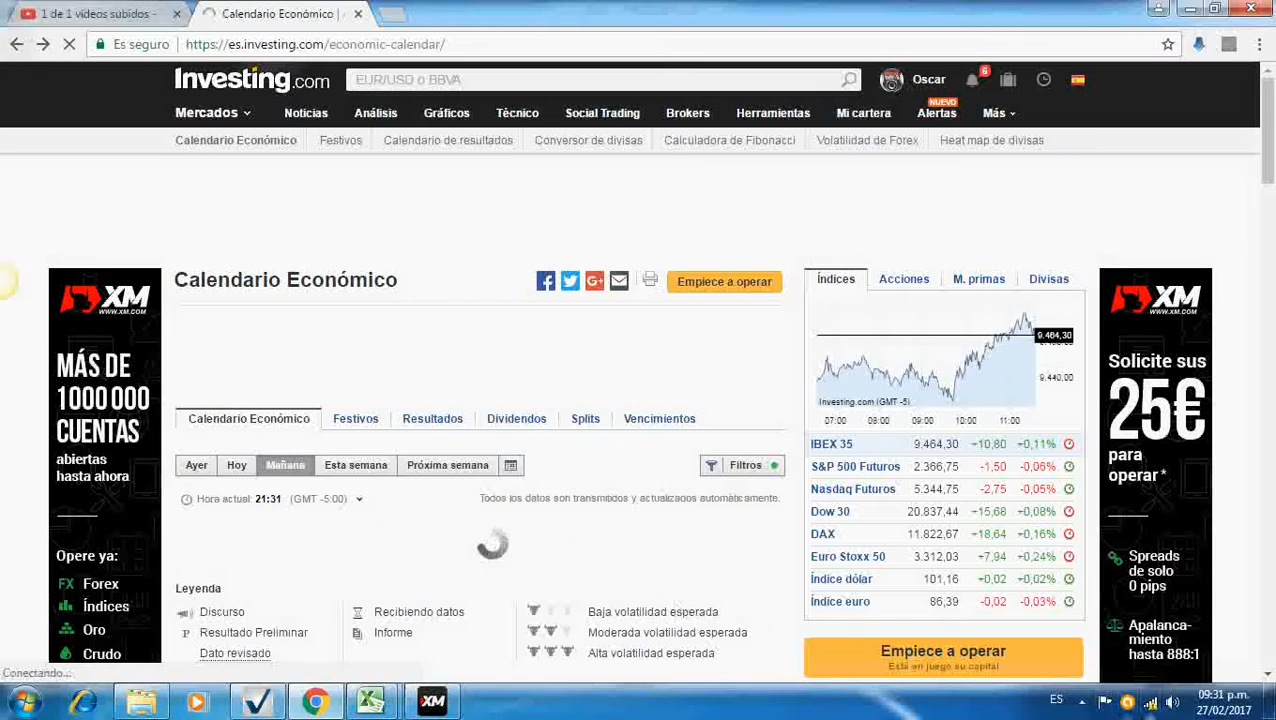 1 de 1 vídeos subidos -
Calendario Económico |
Es seguro
https://es.investing.com/economic-calendar/
Investing.com
EUR/USD o BBVA
6
Oscar
Mercados
Noticias
Análisis
Gráficos
Técnico
Social Trading
Brokers
Herramientas
Mi cartera
NUEVO
Alertas
Más
Calendario Económico
Festivos
Calendario de resultados
Conversor de divisas
Calculadora de Fibonacci
Volatilidad de Forex
Heat map de divisas
XM
WWW.XM.COM
MÁS DE
1000000
CUENTAS
abiertas
hasta ahora
Opere ya:
FX Forex
Índices
Oro
Crudo
Calendario Económico
Empiece a operar
Calendario Económico
Festivos
Resultados
Dividendos
Splits
Vencimientos
Ayer
Hoy
Mañana
Esta semana
Próxima semana
Filtros
Hora actual: 21:31 (GMT -5:00)
Todos los datos son transmitidos y actualizados automáticamente.
Leyenda
Discurso
P Resultado Preliminar
Dato revisado
Recibiendo datos
Informe
Baja volatilidad esperada
Moderada volatilidad esperada
Alta volatilidad esperada
Índices
Acciones
M. primas
Divisas
9.464,30
9.440,00
Investing.com (GMT -5)
07:00 08:00 09:00 10:00 11:00
IBEX 35 9.464,30 +10,80 +0,11%
S&P 500 Futuros 2.366,75 -1,50 -0,06%
Nasdaq Futuros 5.344,75 -2,75 -0,05%
Dow 30 20.837,44 +15,68 +0,08%
DAX 11.822,67 +18,64 +0,16%
Euro Stoxx 50 3.312,03 +7,94 +0,24%
Índice dólar 101,16 +0,02 +0,02%
Índice euro 86,39 -0,02 -0,03%
Empiece a operar
Está en juego su capital
XM
WWW.XM.COM
Solicite sus
25€
para
operar*
Spreads
de solo
0 pips
Apalanca-
miento
hasta 888:1
Conectando...
XM
ES
09:31 p.m.
27/02/2017